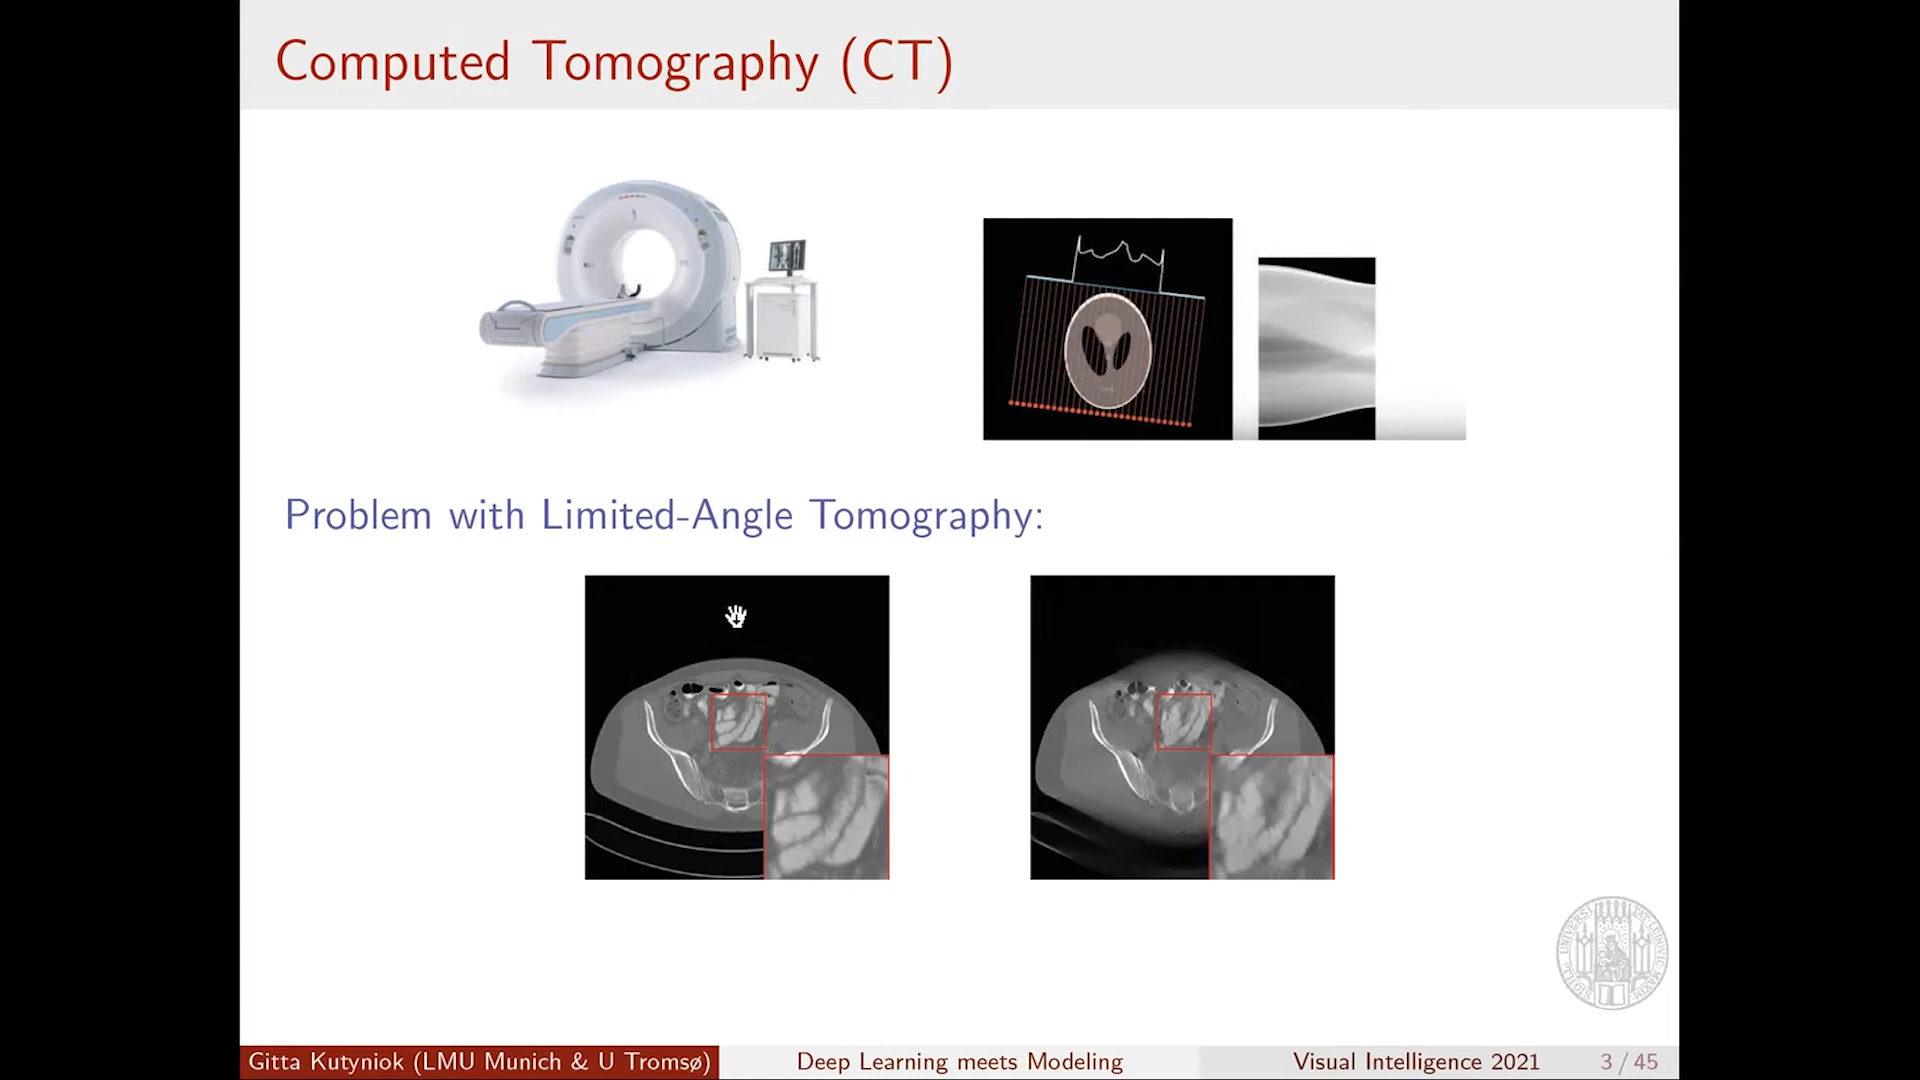 Computed Tomography (CT)
Problem with Limited-Angle Tomography:
Gitta Kutyniok (LMU Munich & U Tromsø)
Deep Learning meets Modeling
Visual Intelligence 2021
3 / 45